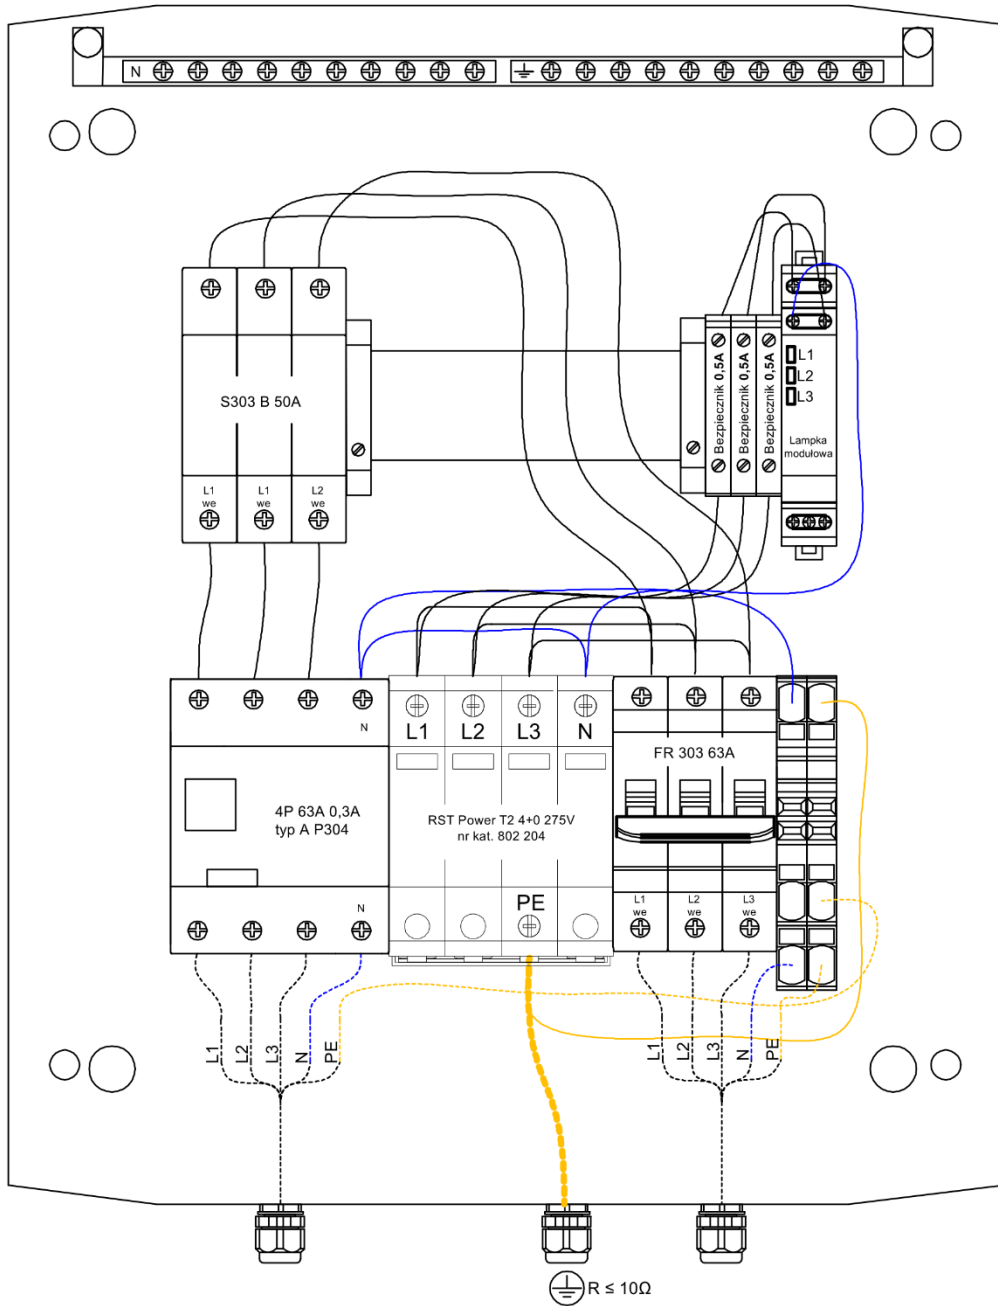 N
S303 B 50A
L1
we
L1
we
L2
we
Bezpiecznik 0,5A
Bezpiecznik 0,5A
Bezpiecznik 0,5A
L1
L2
L3
Lampka
modułowa
N
4P 63A 0,3A
typ A P304
N
L1 L2 L3 N
RST Power T2 4+0 275V
nr kat. 802 204
PE
FR 303 63A
L1
we
L2
we
L3
we
L1
L2
L3
N
PE
L1
L2
L3
N
PE
R ≤ 10Ω